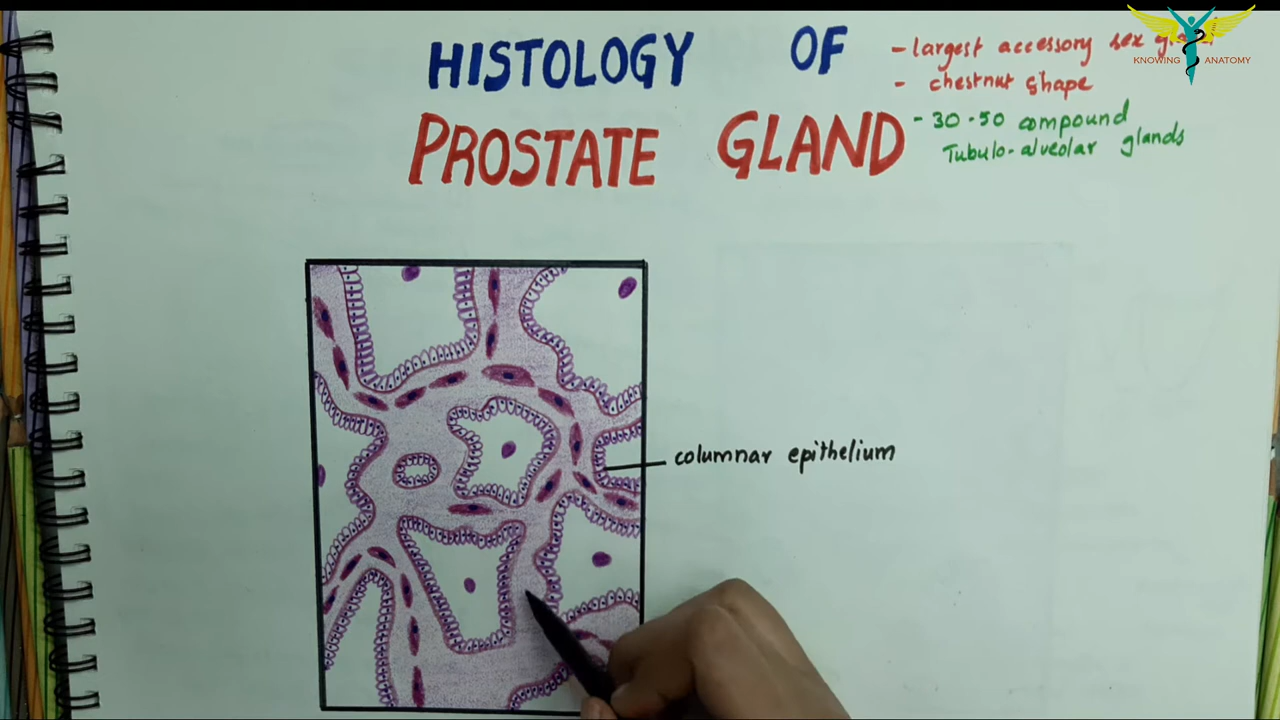 HISTOLOGY OF
PROSTATE GLAND
- largest accessory sex
- chestnut shape
- 30-50 compound
Tubulo-alveolar glands
KNOWING ANATOMY
columnar epithelium